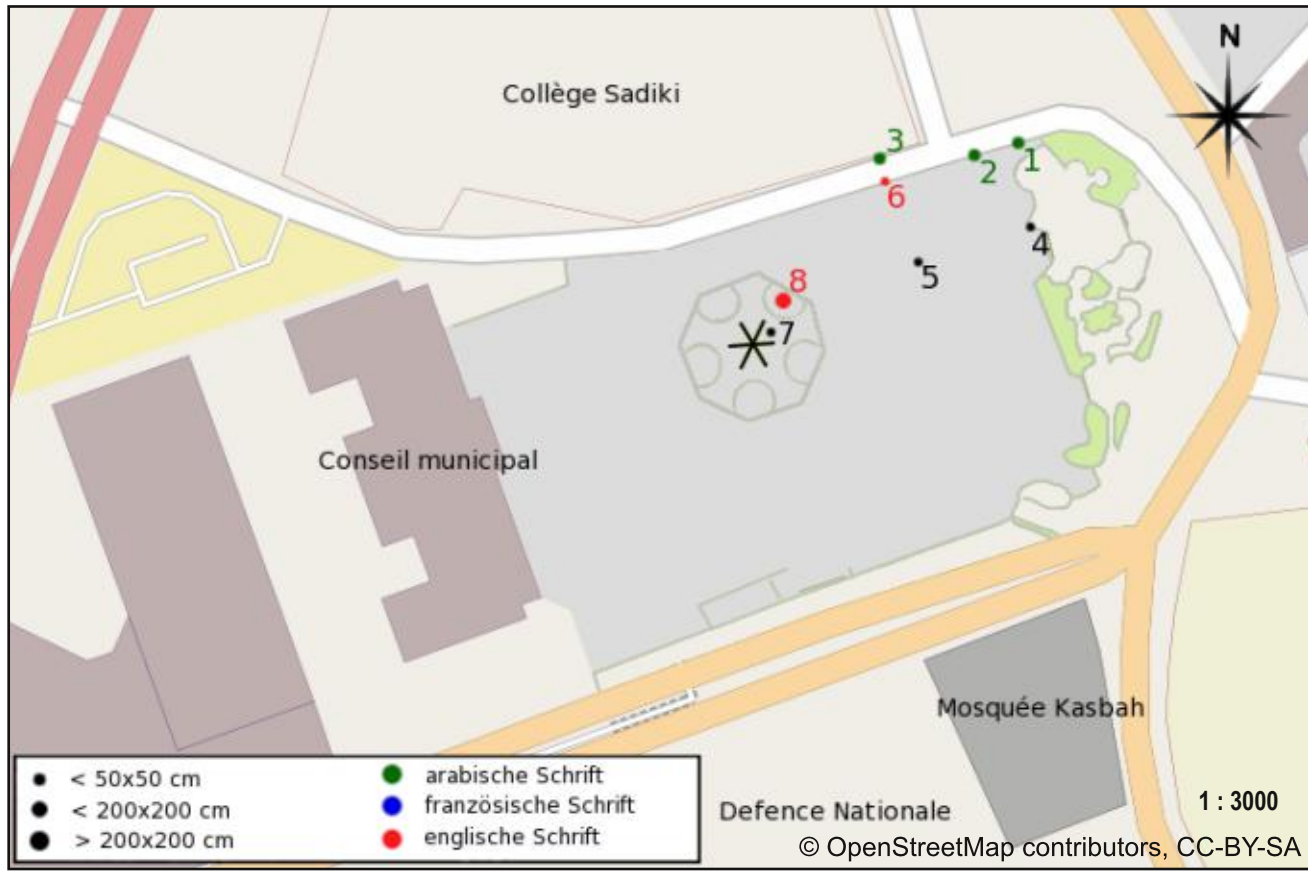 N
Collège Sadiki
3
1
2
6
4
5
8
7
Conseil municipal
Mosquée Kasbah
< 50x50 cm
arabische Schrift
< 200x200 cm
französische Schrift
> 200x200 cm
englische Schrift
Defence Nationale
1 : 3000
© OpenStreetMap contributors, CC-BY-SA